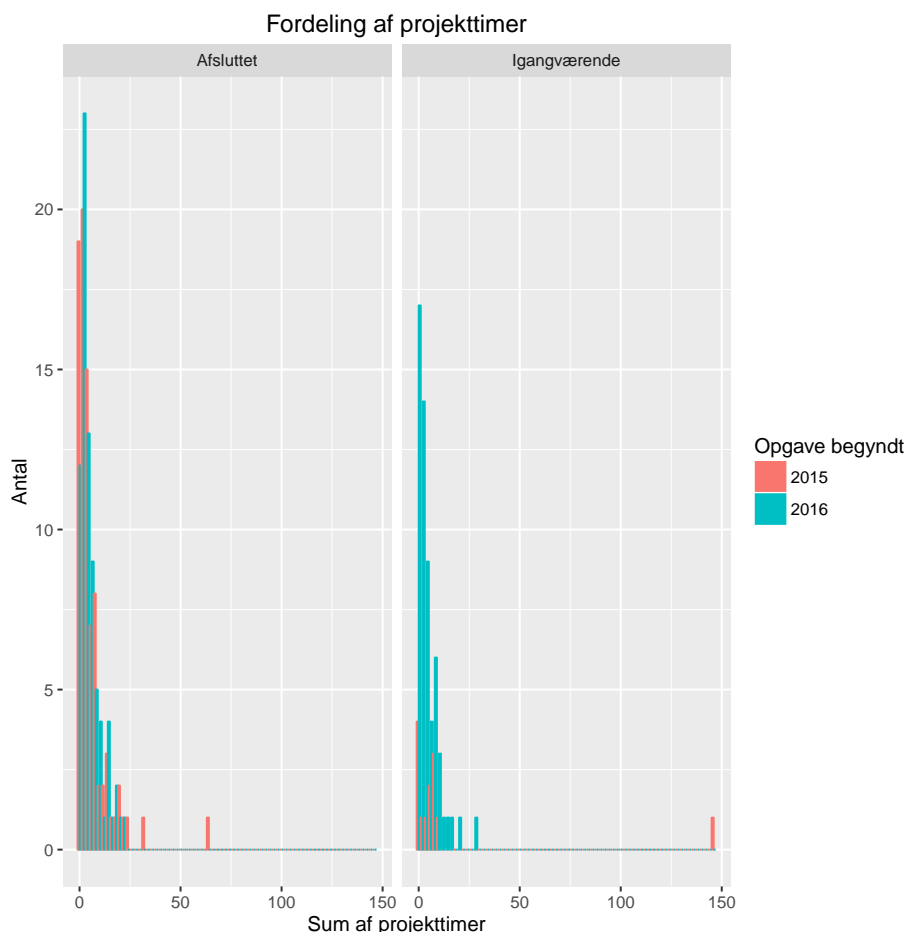 Fordeling af projekttimer
Afsluttet
Igangværende
20
15
10
5
0
Antal
0
50
100
150
0
50
100
150
Sum af projekttimer
Opgave begyndt
2015
2016